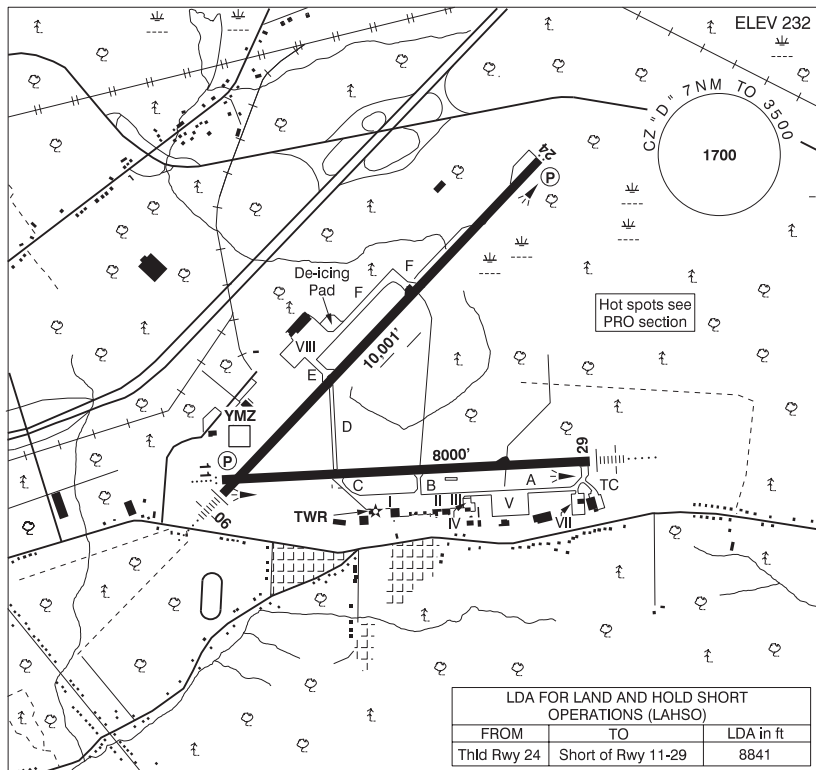 ELEV 232
CZ "D" 7NM TO 3500
1700
24
P
F
F
De-icing
Pad
Hot spots see
PRO section
VIII
10,001'
E
YMZ
D
P
11
8000'
29
C
B
A
TC
06
TWR
I
II
III
IV
V
VII
LDA FOR LAND AND HOLD SHORT
OPERATIONS (LAHSO)
FROM TO LDA in ft
Thld Rwy 24 Short of Rwy 11-29 8841